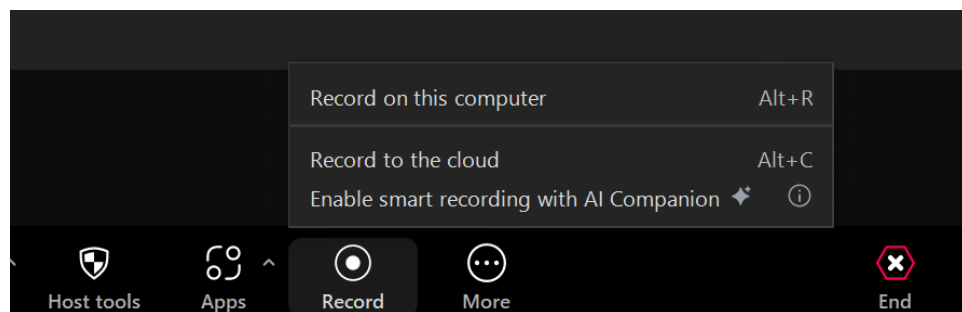 Record on this computer Alt+R
Record to the cloud Alt+C
Enable smart recording with AI Companion
Host tools Apps Record More End